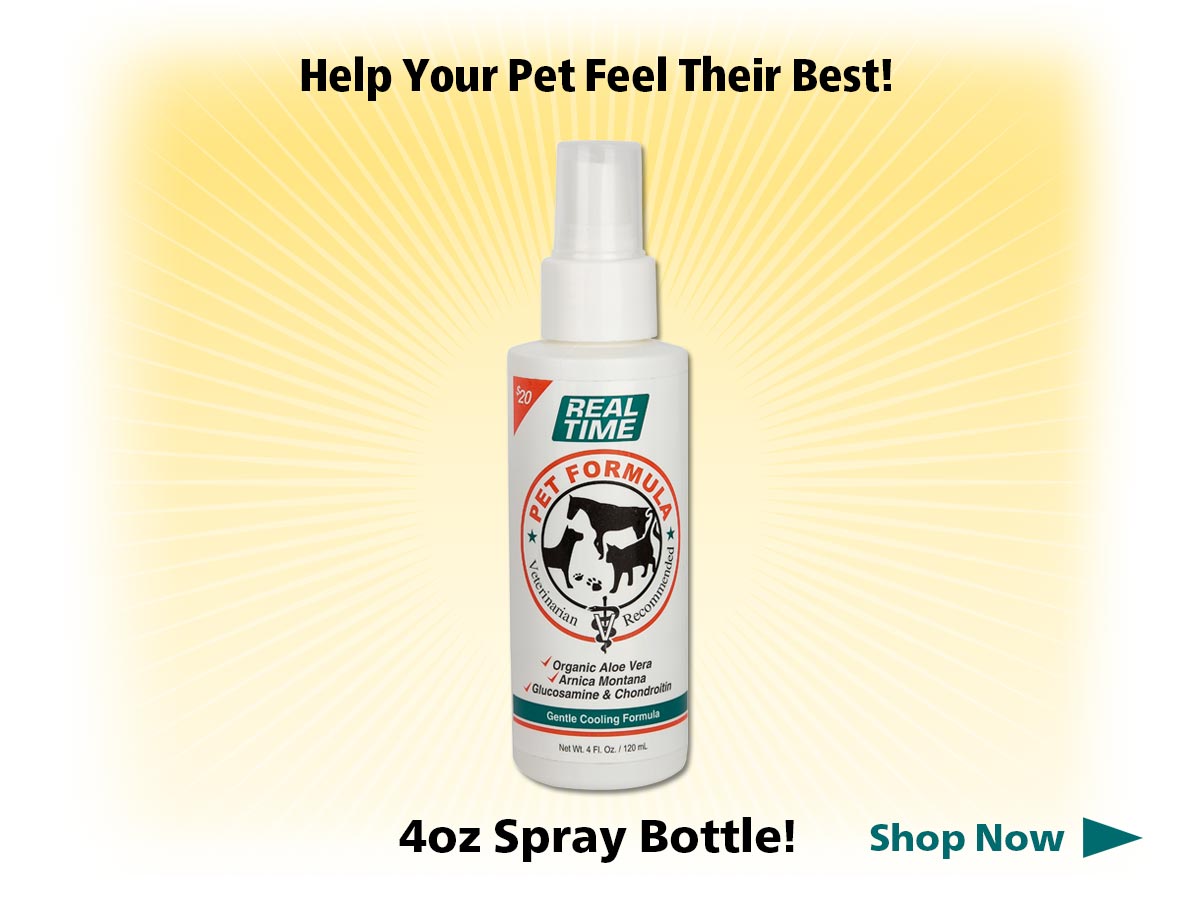 Help Your Pet Feel Their Best!
$20
REAL
TIME
PET FORMULA
Veterinarian Recommended
V
Organic Aloe Vera
Arnica Montana
Glucosamine & Chondroitin
Gentle Cooling Formula
Net Wt. 4 Fl. Oz. / 120 mL
4oz Spray Bottle!
Shop Now